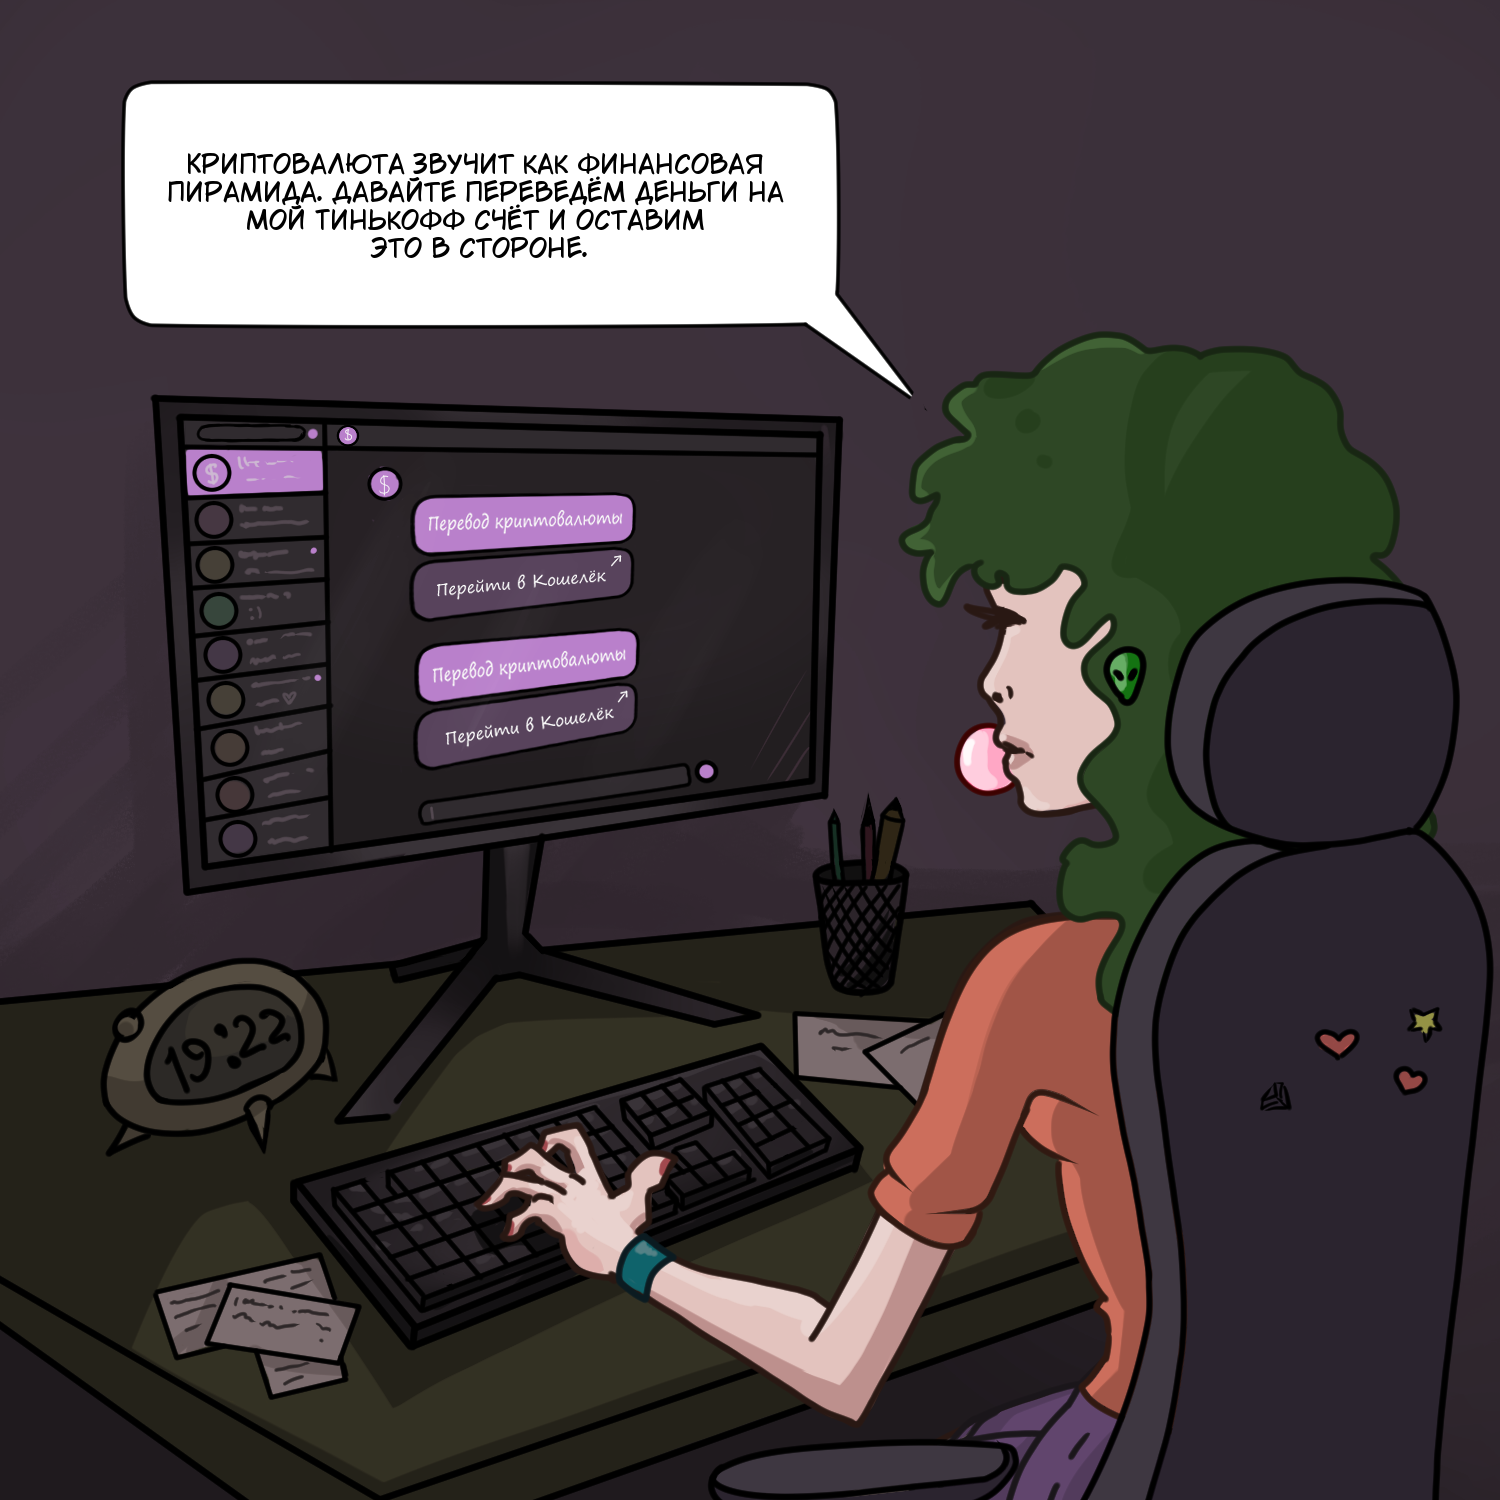 КРИПТОВАЛЮТА ЗВУЧИТ КАК ФИНАНСОВАЯ
ПИРАМИДА. ДАВАЙТЕ ПЕРЕВЕДЁМ ДЕНЬГИ НА
МОЙ ТИНЬКОФФ СЧЁТ И ОСТАВИМ
ЭТО В СТОРОНЕ.
$
$
$
Перевод криптовалюты
Перейти в Кошелёк
:)
Перевод криптовалюты
Перейти в Кошелёк
19:22